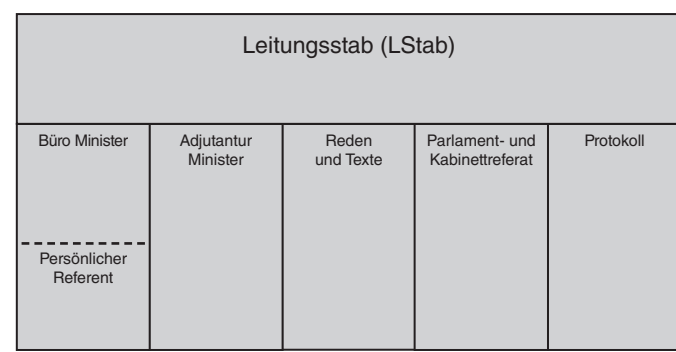 Leitungsstab (LStab)
Büro Minister
Persönlicher
Referent
Adjutantur
Minister
Reden
und Texte
Parlament- und
Kabinettreferat
Protokoll